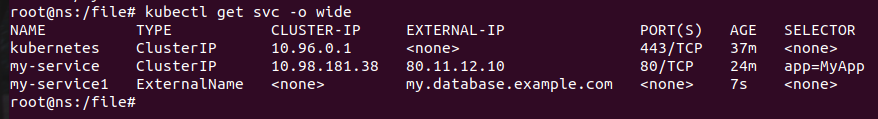 root@ns:/file# kubectl get svc -o wide
NAME TYPE CLUSTER-IP EXTERNAL-IP PORT(S) AGE SELECTOR
kubernetes ClusterIP 10.96.0.1 <none> 443/TCP 37m <none>
my-service ClusterIP 10.98.181.38 80.11.12.10 80/TCP 24m app=MyApp
my-service1 ExternalName <none> my.database.example.com <none> 7s <none>
root@ns:/file#